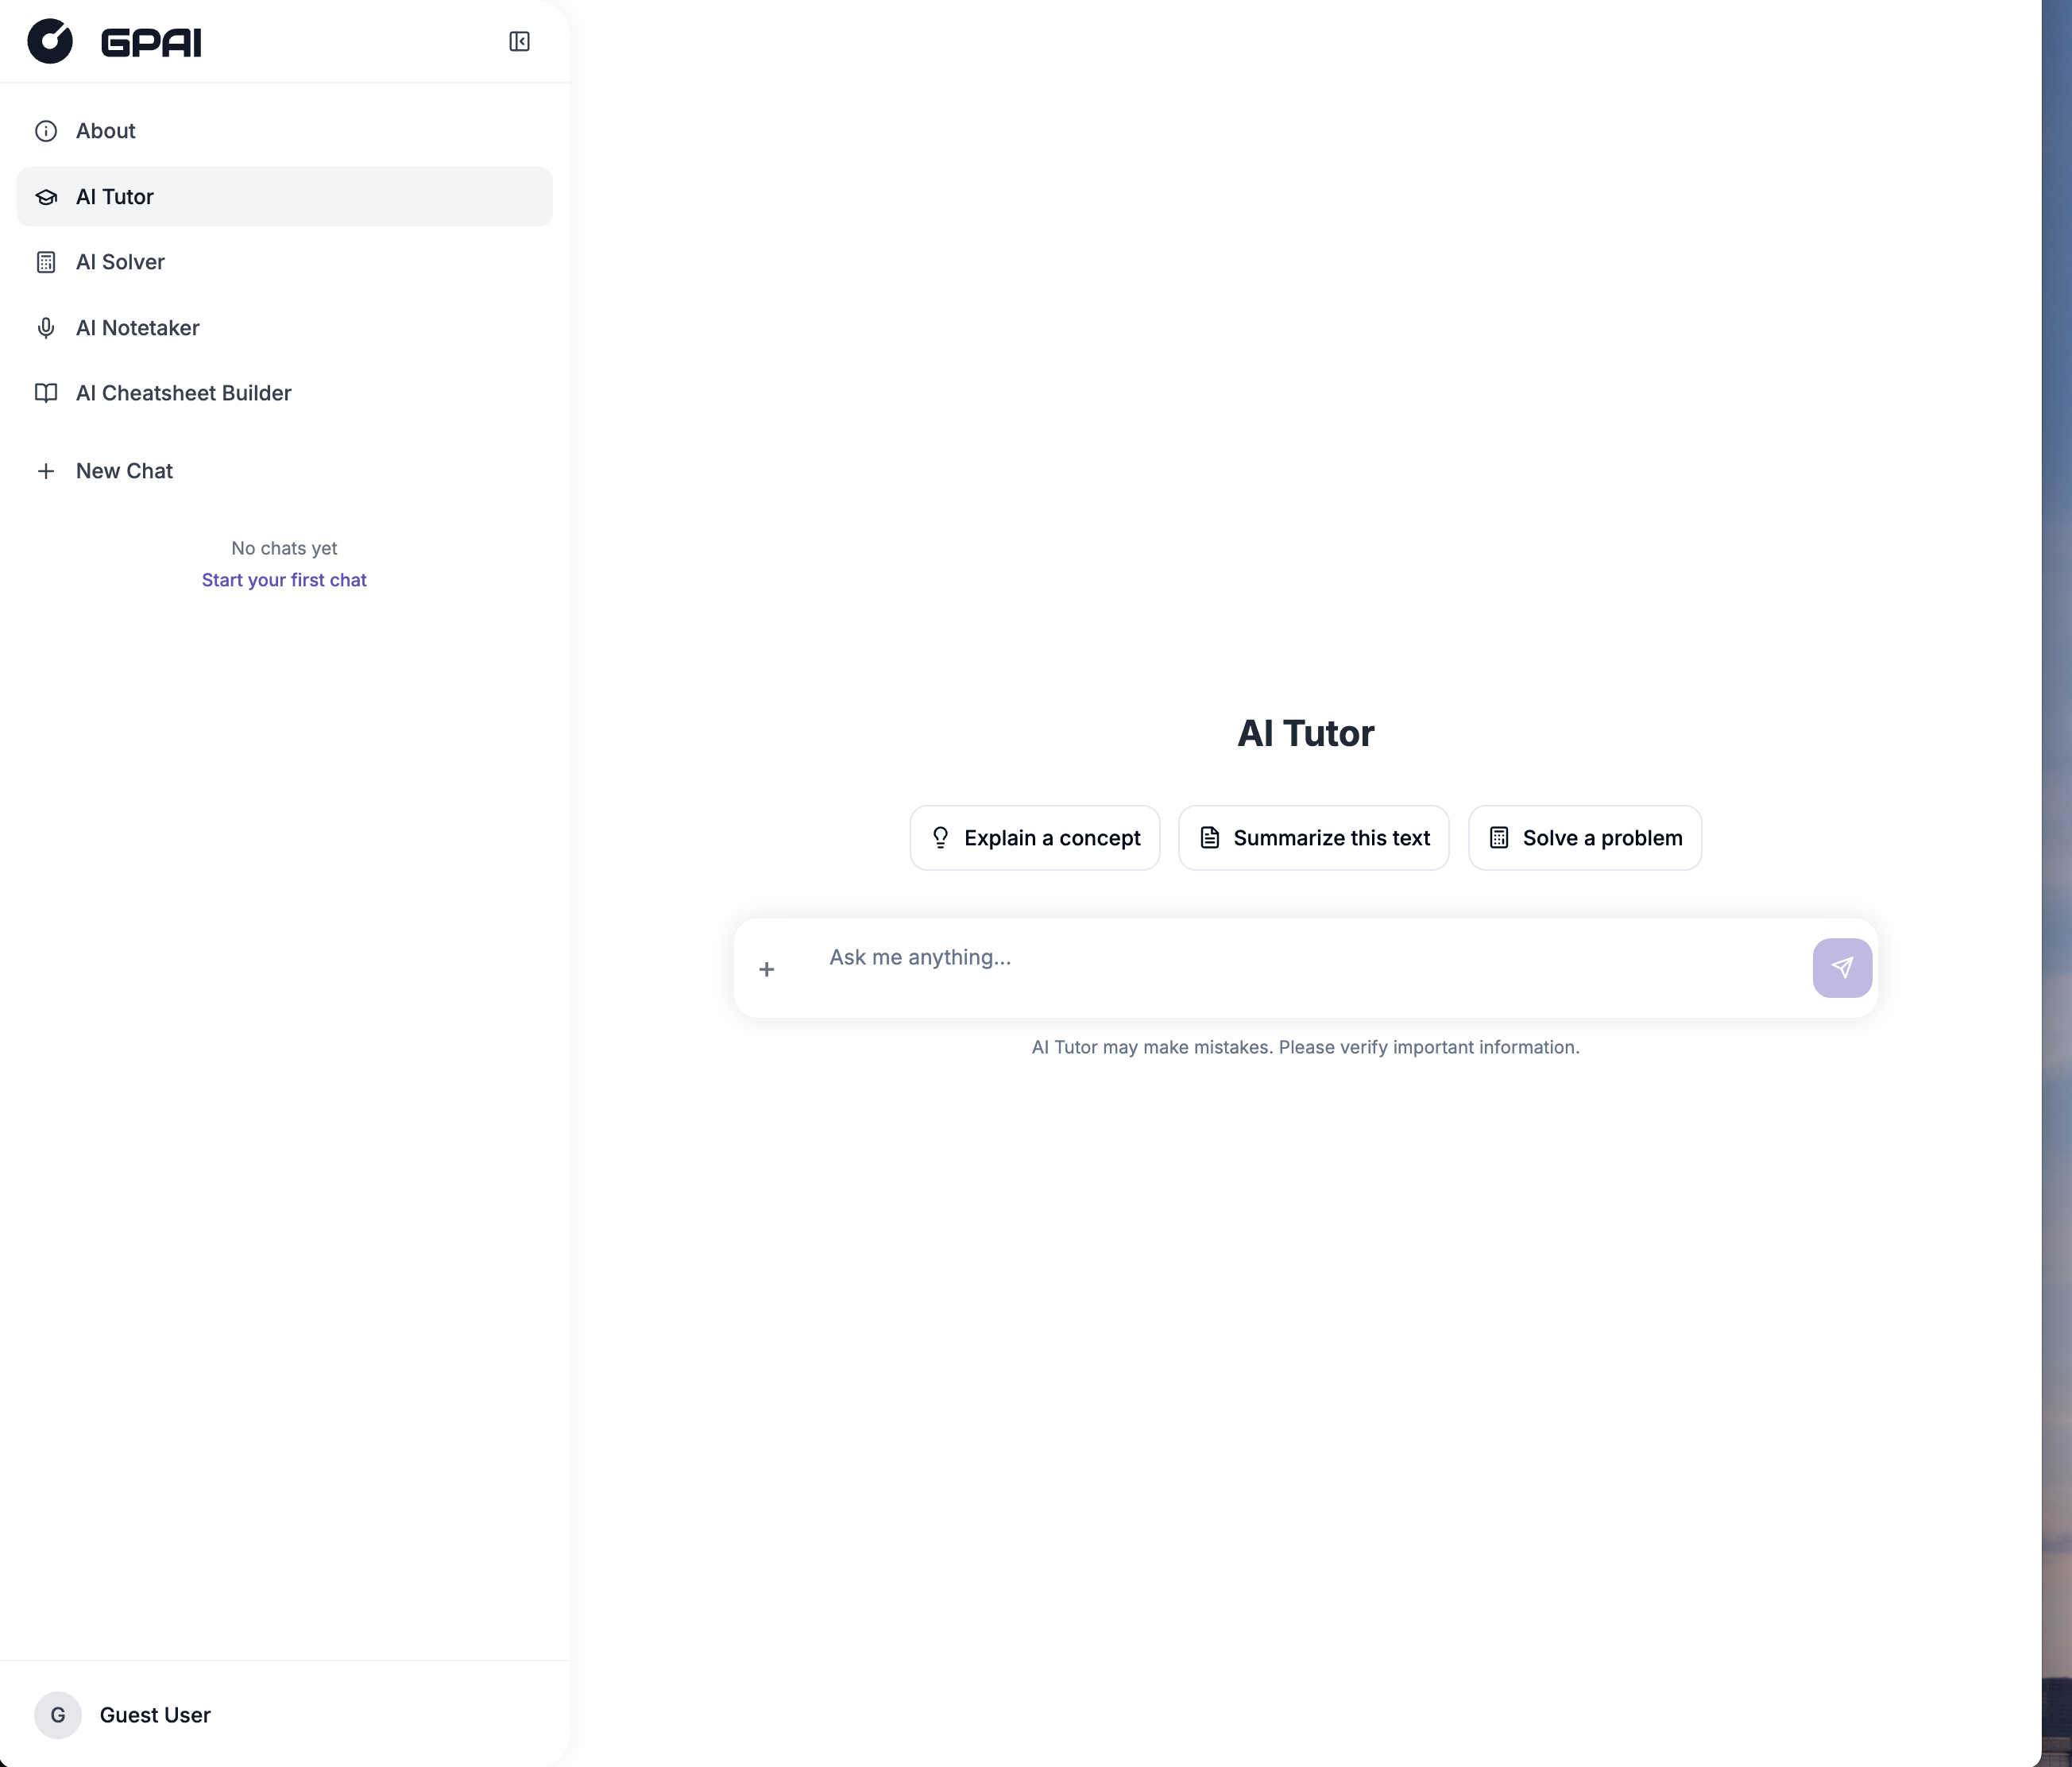 GPAI
About
AI Tutor
AI Solver
AI Notetaker
AI Cheatsheet Builder
New Chat
No chats yet
Start your first chat
G
Guest User
AI Tutor
Explain a concept
Summarize this text
Solve a problem
Ask me anything...
AI Tutor may make mistakes. Please verify important information.